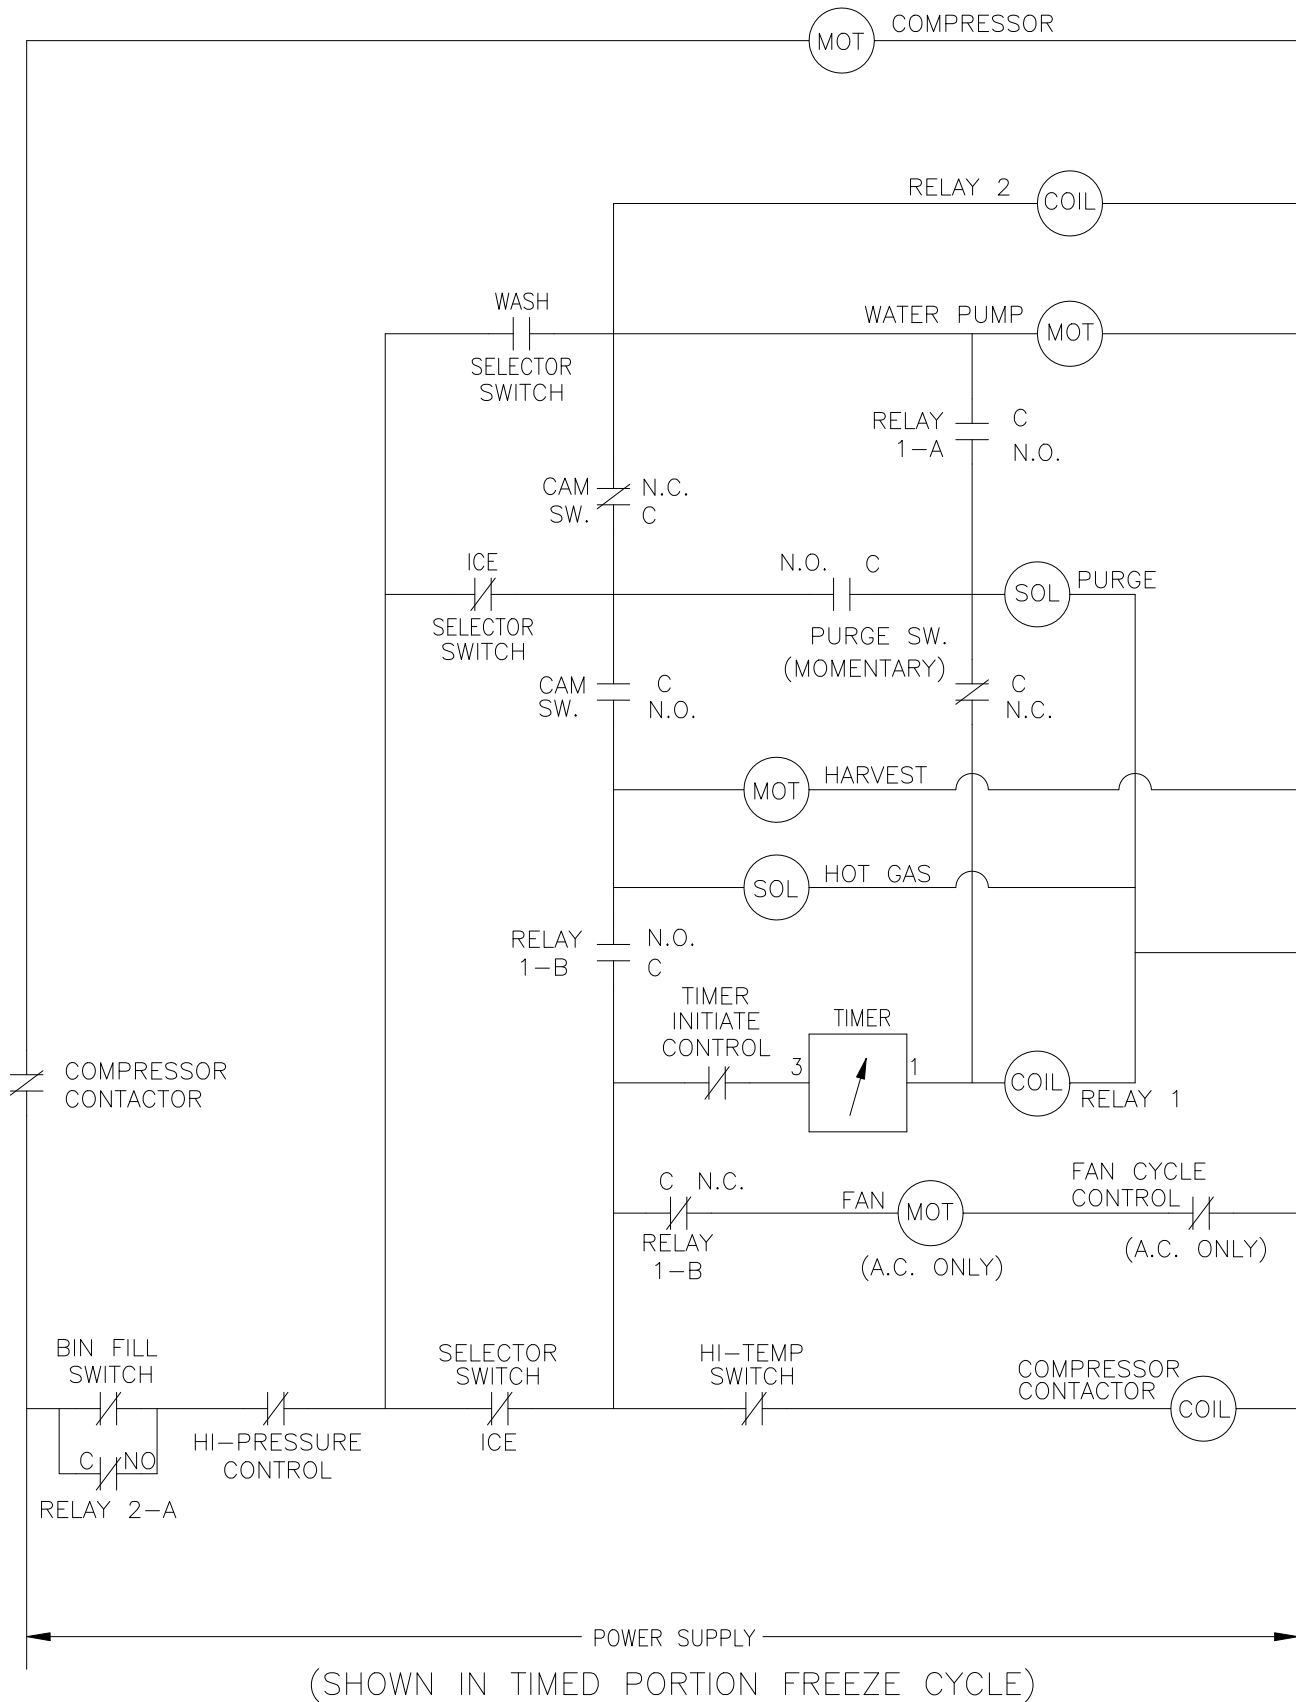 MOT COMPRESSOR
RELAY 2 COIL
WASH
SELECTOR
SWITCH
WATER PUMP MOT
RELAY
1-A
C
N.O.
CAM
SW.
N.C.
C
ICE
SELECTOR
SWITCH
N.O. C
PURGE SW.
(MOMENTARY)
SOL PURGE
CAM
SW.
C
N.O.
C
N.C.
MOT HARVEST
SOL HOT GAS
RELAY
1-B
N.O.
C
TIMER
INITIATE
CONTROL
TIMER
3
1
COIL
RELAY 1
COMPRESSOR
CONTACTOR
C N.C.
RELAY
1-B
FAN MOT
(A.C. ONLY)
FAN CYCLE
CONTROL
(A.C. ONLY)
BIN FILL
SWITCH
C NO
RELAY 2-A
HI-PRESSURE
CONTROL
SELECTOR
SWITCH
ICE
HI-TEMP
SWITCH
COMPRESSOR
CONTACTOR
COIL
POWER SUPPLY
(SHOWN IN TIMED PORTION FREEZE CYCLE)